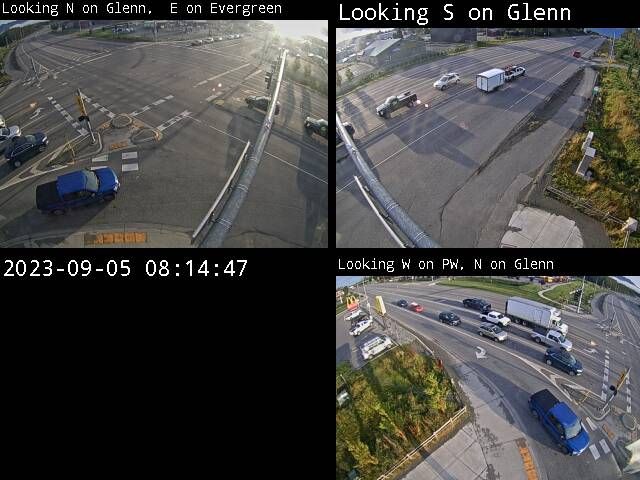 Looking N on Glenn,  E on Evergreen
Looking S on Glenn
2023-09-05 08:14:47
Looking W on PW, N on Glenn